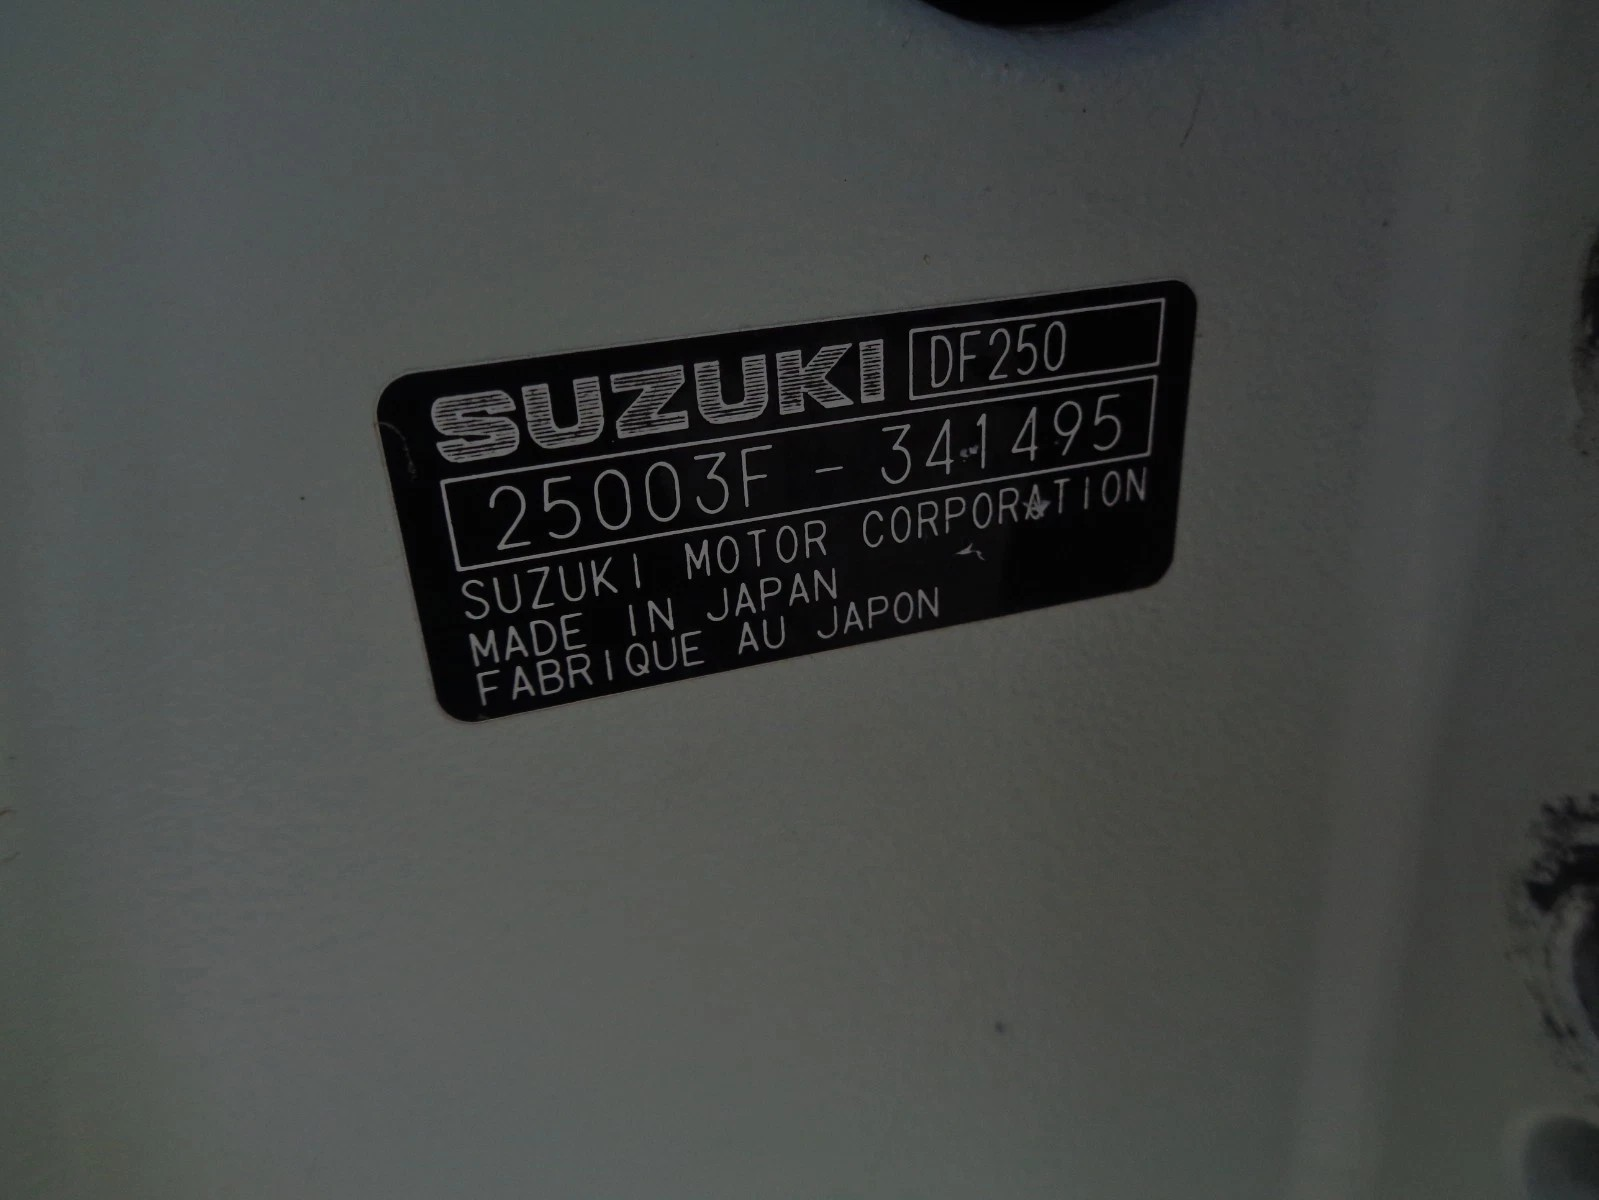 SUZUKI DF250
25003F - 341495
SUZUKI MOTOR CORPORATION
MADE IN JAPAN
FABRIQUE AU JAPON